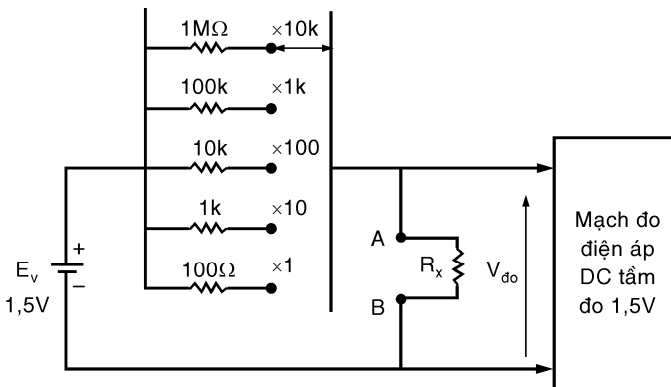 1MΩ ×10k
100k ×1k
10k ×100
1k ×10
100Ω ×1
+
E_v
−
1,5V
A
R_x
B
V_đo
Mạch đo
điện áp
DC tầm
đo 1,5V